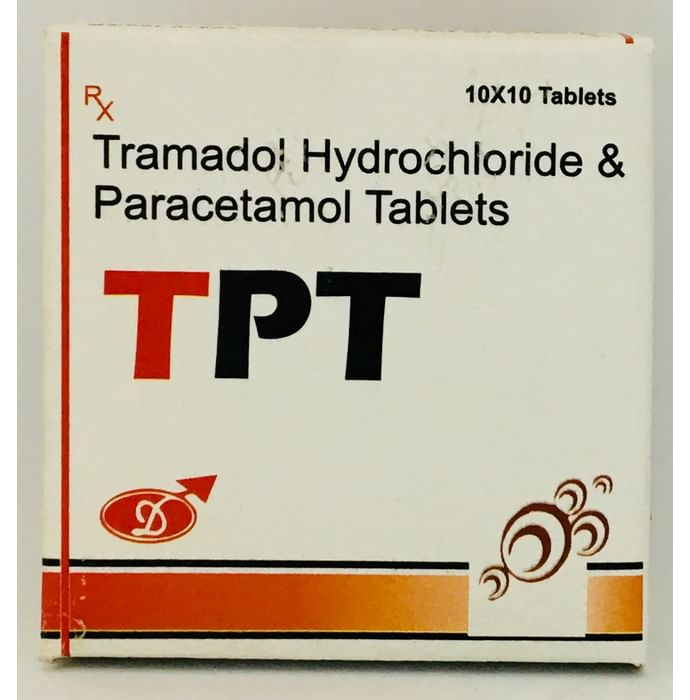 Rx
10X10 Tablets
Tramadol Hydrochloride &
Paracetamol Tablets
TPT
D